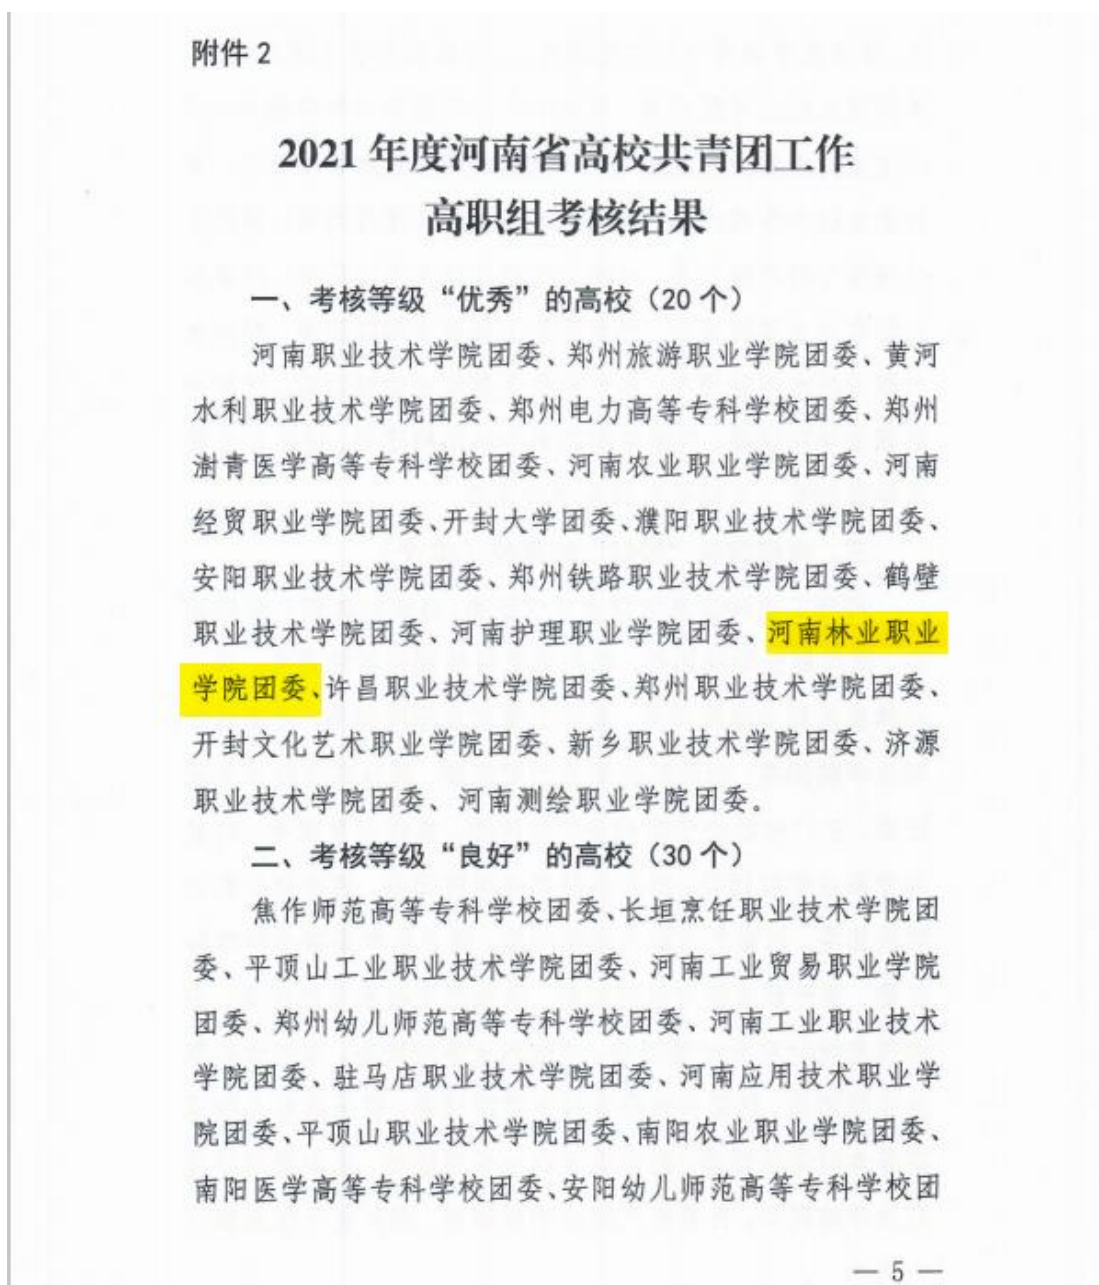 附件 2
2021 年度河南省高校共青团工作
高职组考核结果
一、考核等级“优秀”的高校（20 个）
河南职业技术学院团委、郑州旅游职业学院团委、黄河
水利职业技术学院团委、郑州电力高等专科学校团委、郑州
澍青医学高等专科学校团委、河南农业职业学院团委、河南
经贸职业学院团委、开封大学团委、濮阳职业技术学院团委、
安阳职业技术学院团委、郑州铁路职业技术学院团委、鹤壁
职业技术学院团委、河南护理职业学院团委、河南林业职业
学院团委、许昌职业技术学院团委、郑州职业技术学院团委、
开封文化艺术职业学院团委、新乡职业技术学院团委、济源
职业技术学院团委、河南测绘职业学院团委。
二、考核等级“良好”的高校（30 个）
焦作师范高等专科学校团委、长垣烹饪职业技术学院团
委、平顶山工业职业技术学院团委、河南工业贸易职业学院
团委、郑州幼儿师范高等专科学校团委、河南工业职业技术
学院团委、驻马店职业技术学院团委、河南应用技术职业学
院团委、平顶山职业技术学院团委、南阳农业职业学院团委、
南阳医学高等专科学校团委、安阳幼儿师范高等专科学校团
— 5 —